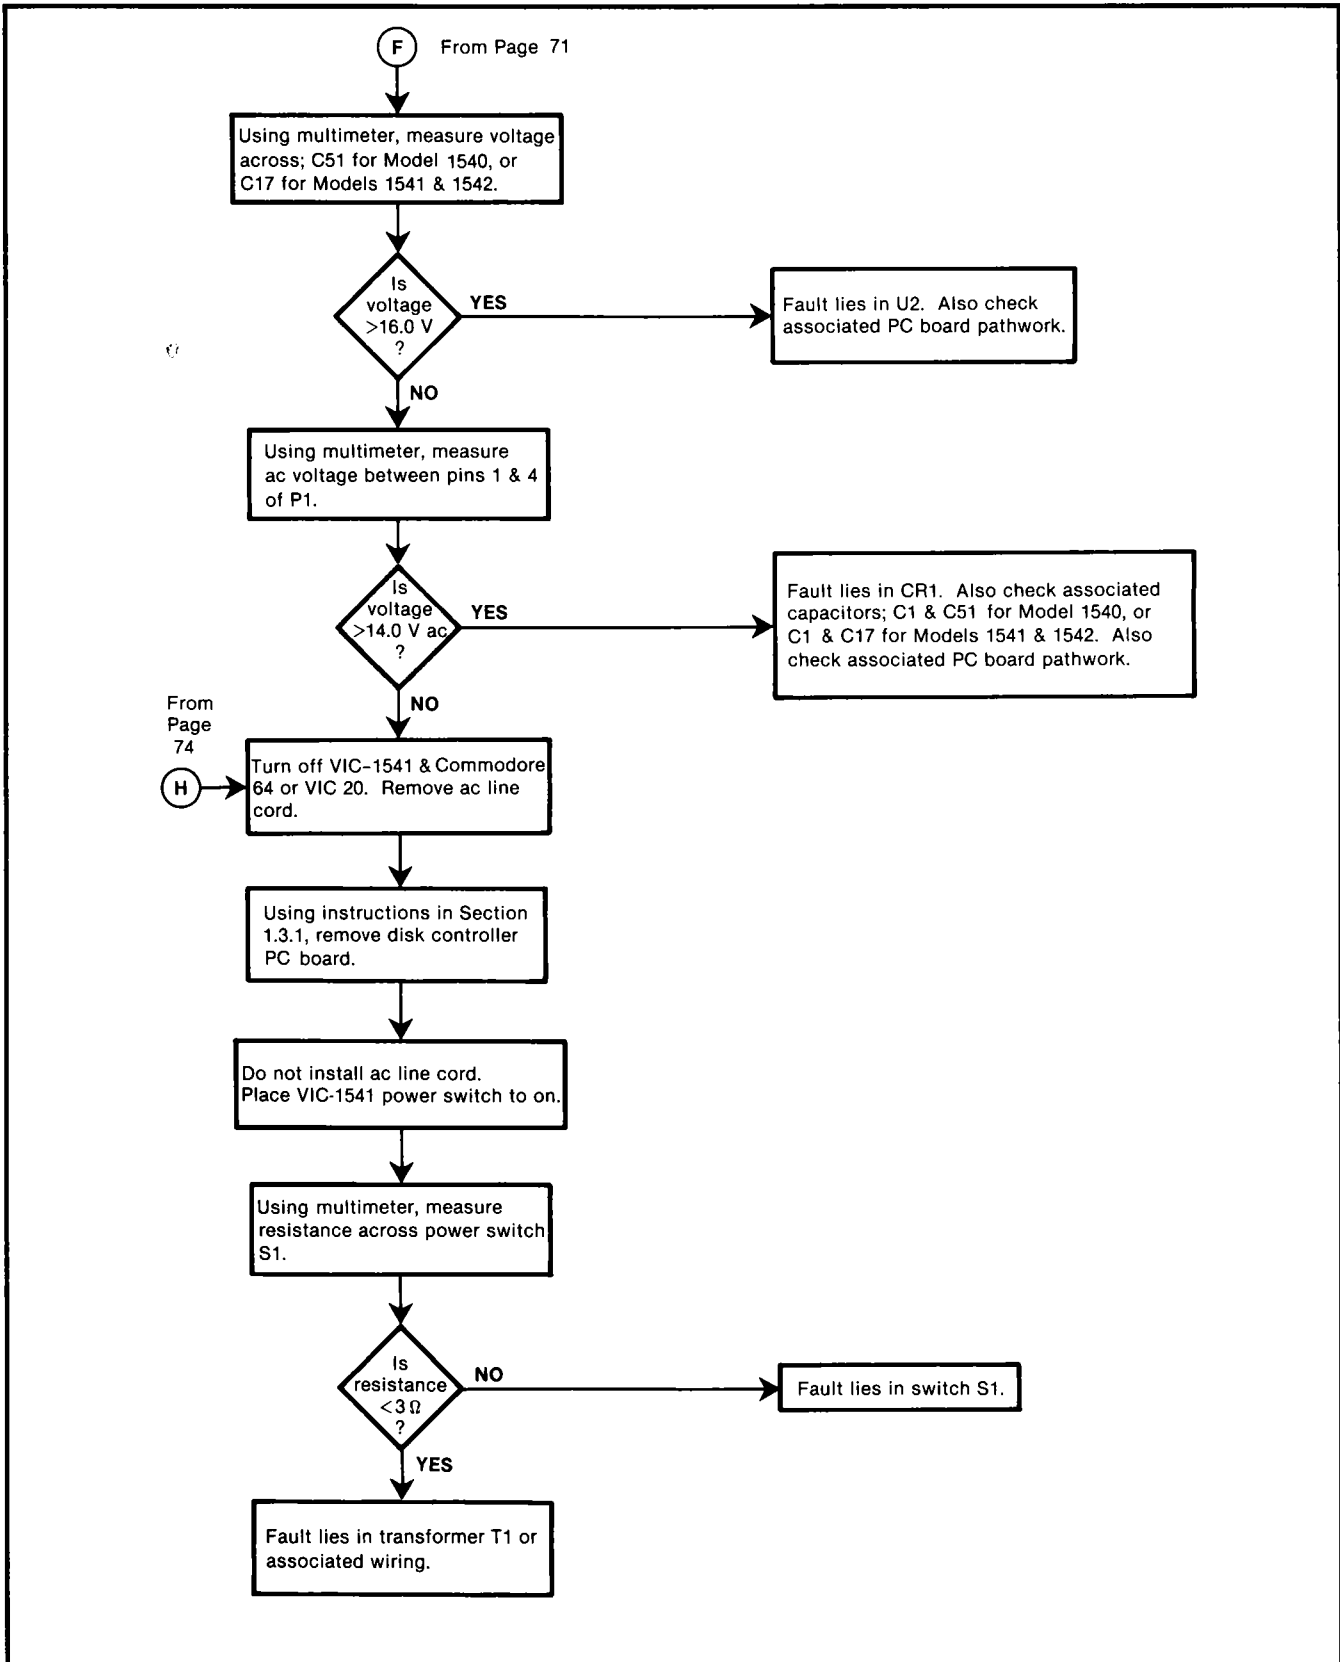 F From Page 71
Using multimeter, measure voltage
across; C51 for Model 1540, or
C17 for Models 1541 & 1542.
Is
voltage
>16.0 V
?
YES
Fault lies in U2. Also check
associated PC board pathwork.
NO
Using multimeter, measure
ac voltage between pins 1 & 4
of P1.
Is
voltage
>14.0 V ac
?
YES
Fault lies in CR1. Also check associated
capacitors; C1 & C51 for Model 1540, or
C1 & C17 for Models 1541 & 1542. Also
check associated PC board pathwork.
NO
From
Page
74
H
Turn off VIC-1541 & Commodore
64 or VIC 20. Remove ac line
cord.
Using instructions in Section
1.3.1, remove disk controller
PC board.
Do not install ac line cord.
Place VIC-1541 power switch to on.
Using multimeter, measure
resistance across power switch
S1.
Is
resistance
<3 Ω
?
NO
Fault lies in switch S1.
YES
Fault lies in transformer T1 or
associated wiring.